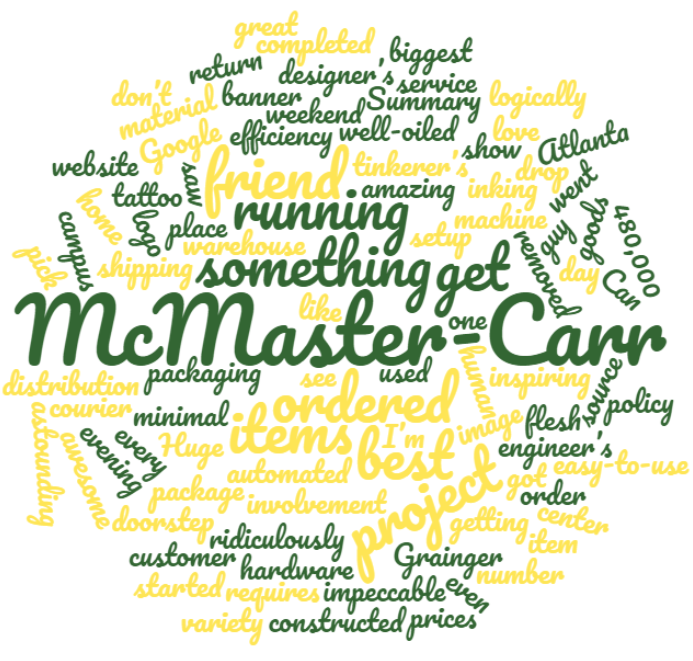 great
completed
biggest
return
designer's
service
don't
banner
Summary
logically
material
weekend
Google
efficiency
well-oiled
love
show
Atlanta
website
saw
friend
tinkerer's
drop
tattoo
amazing
inking
went
home
logo
place
running
machine
guy
goods
480,000
campus
warehouse
setup
removed
pick
shipping
something
get
day
Can
McMaster-Carr
like
one
distribution
packaging
see
used
human
inspiring
source
courier
minimal
ordered
image
flesh
policy
astounding
awesome
evening
every
Huge
items
I'm
best
engineer's
automated
got
easy-to-use
package
involvement
project
order
doorstep
getting
center
ridiculously
item
customer
hardware
Grainger
number
started
requires
impeccable
even
variety
constructed
prices